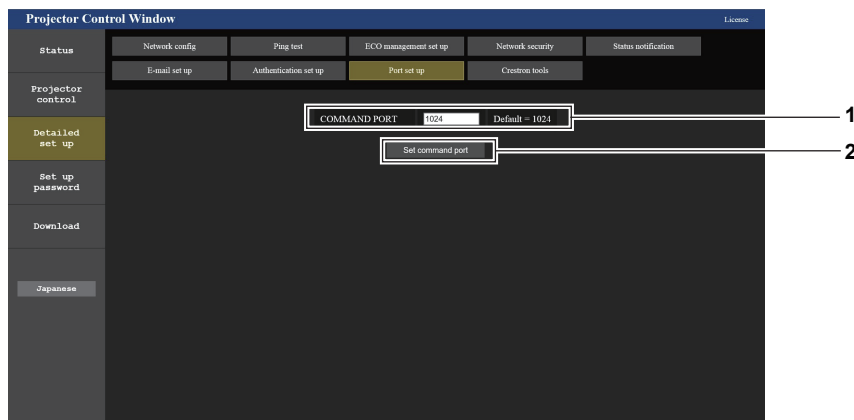 Projector Control Window
License
Status
Network config
Ping test
ECO management set up
Network security
Status notification
E-mail set up
Authentication set up
Port set up
Crestron tools
Projector
control
COMMAND PORT 1024 Default = 1024
1
Detailed
set up
Set command port
2
Set up
password
Download
Japanese